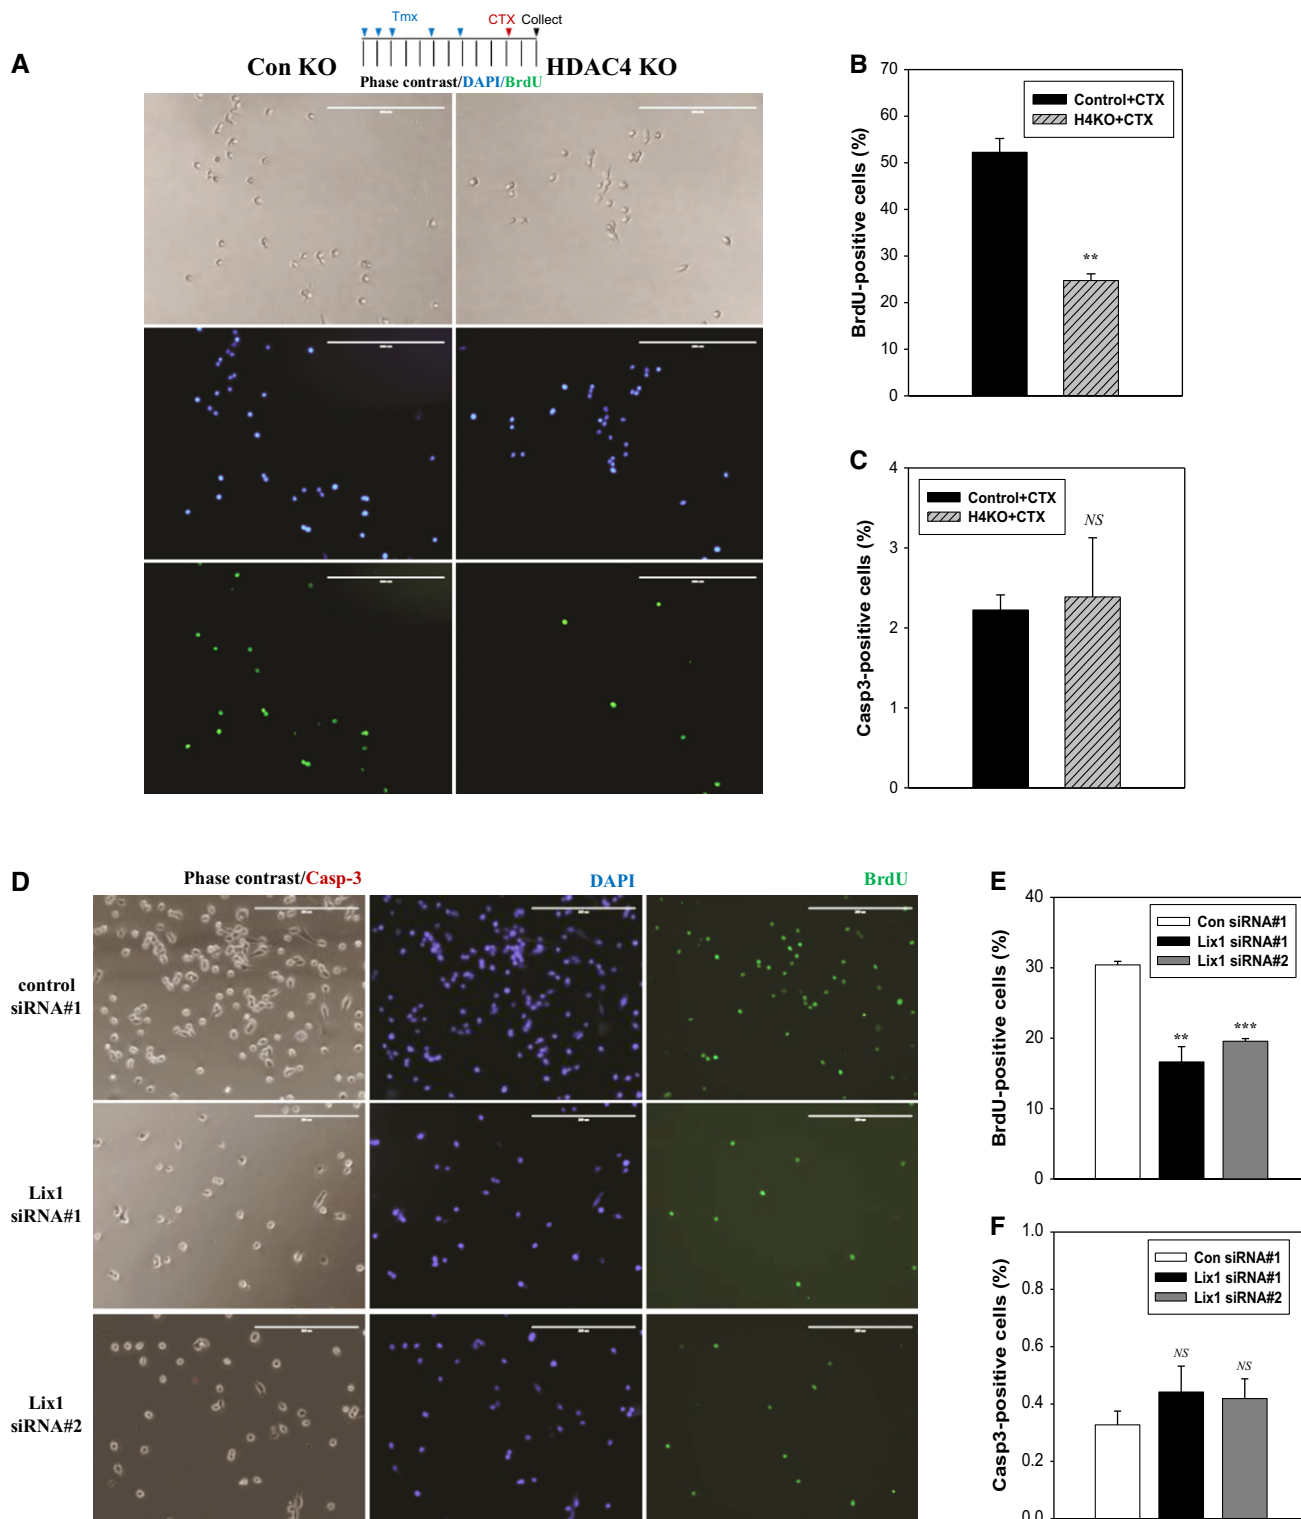 Tmx CTX Collect
A Con KO HDAC4 KO
Phase contrast/DAPI/BrdU
B
70
60
50
40
30
20
10
0
BrdU-positive cells (%)
Control+CTX
H4KO+CTX
**
C
4
3
2
1
0
Casp3-positive cells (%)
Control+CTX
H4KO+CTX
NS
D
Phase contrast/Casp-3 DAPI BrdU
control
siRNA#1
Lix1
siRNA#1
Lix1
siRNA#2
E
40
30
20
10
0
BrdU-positive cells (%)
Con siRNA#1
Lix1 siRNA#1
Lix1 siRNA#2
** ***
F
1.0
0.8
0.6
0.4
0.2
0.0
Casp3-positive cells (%)
Con siRNA#1
Lix1 siRNA#1
Lix1 siRNA#2
NS NS